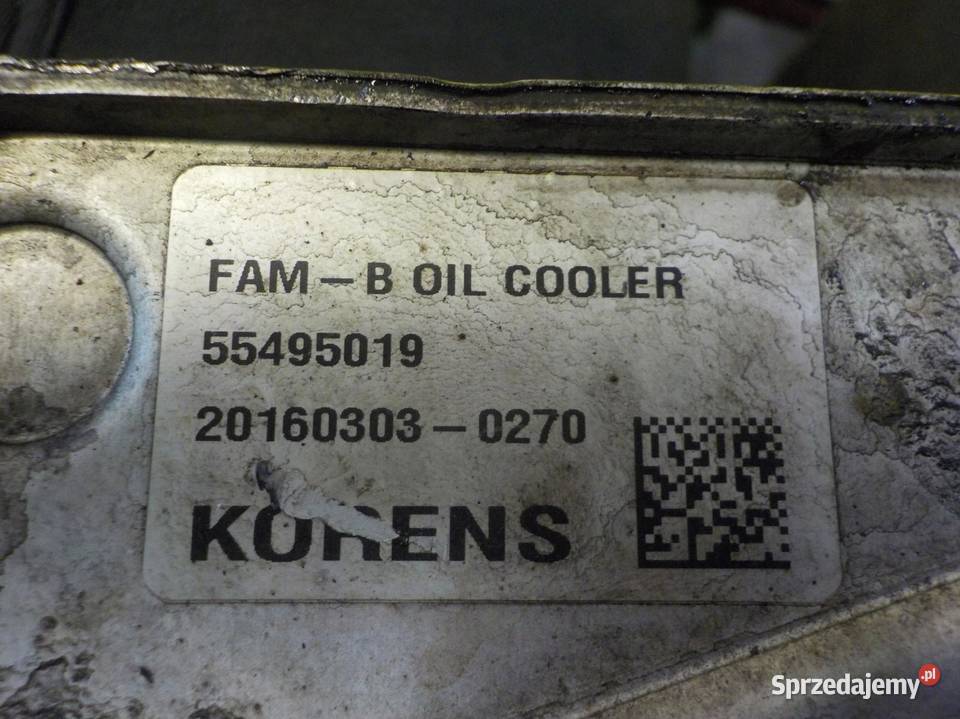 FAM-B OIL COOLER
55495019
20160303-0270
KORENS
Sprzedajemy.pl